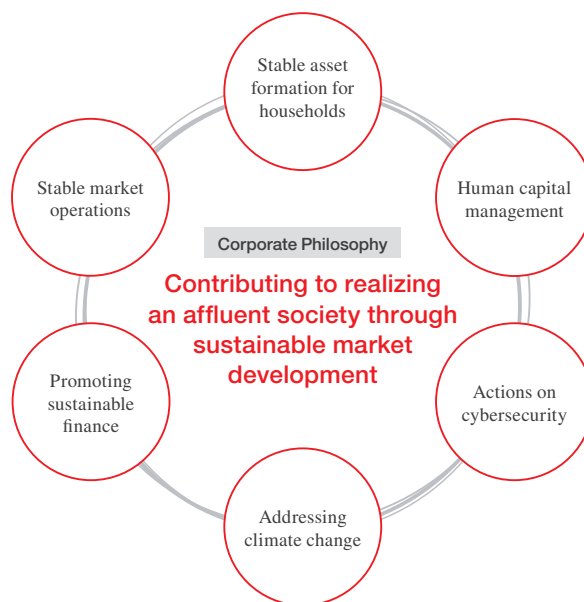 Stable asset
formation for
households
Stable market
operations
Human capital
management
Corporate Philosophy
Contributing to realizing
an affluent society through
sustainable market
development
Promoting
sustainable
finance
Actions on
cybersecurity
Addressing
climate change